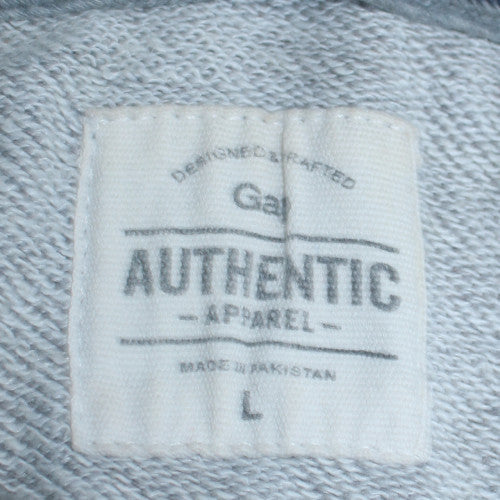 DESIGNED & CRAFTED
Gap
AUTHENTIC
- APPAREL -
MADE IN PAKISTAN
L